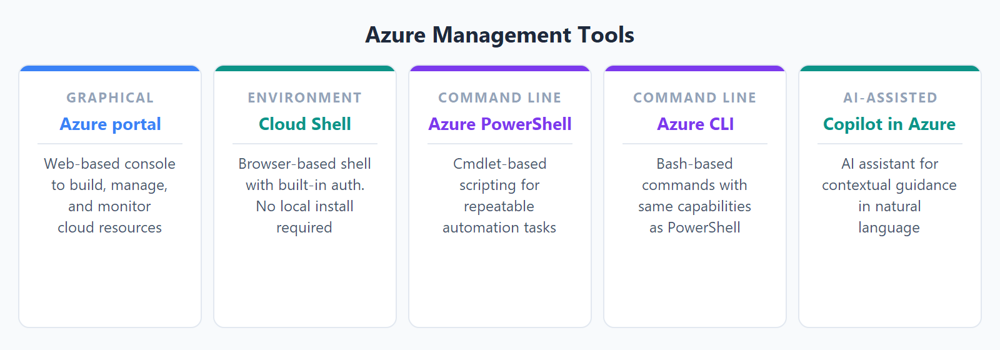 Azure Management Tools
GRAPHICAL
Azure portal
Web-based console
to build, manage,
and monitor
cloud resources
ENVIRONMENT
Cloud Shell
Browser-based shell
with built-in auth.
No local install
required
COMMAND LINE
Azure PowerShell
Cmdlet-based
scripting for
repeatable
automation tasks
COMMAND LINE
Azure CLI
Bash-based
commands with
same capabilities
as PowerShell
AI-ASSISTED
Copilot in Azure
AI assistant for
contextual guidance
in natural
language